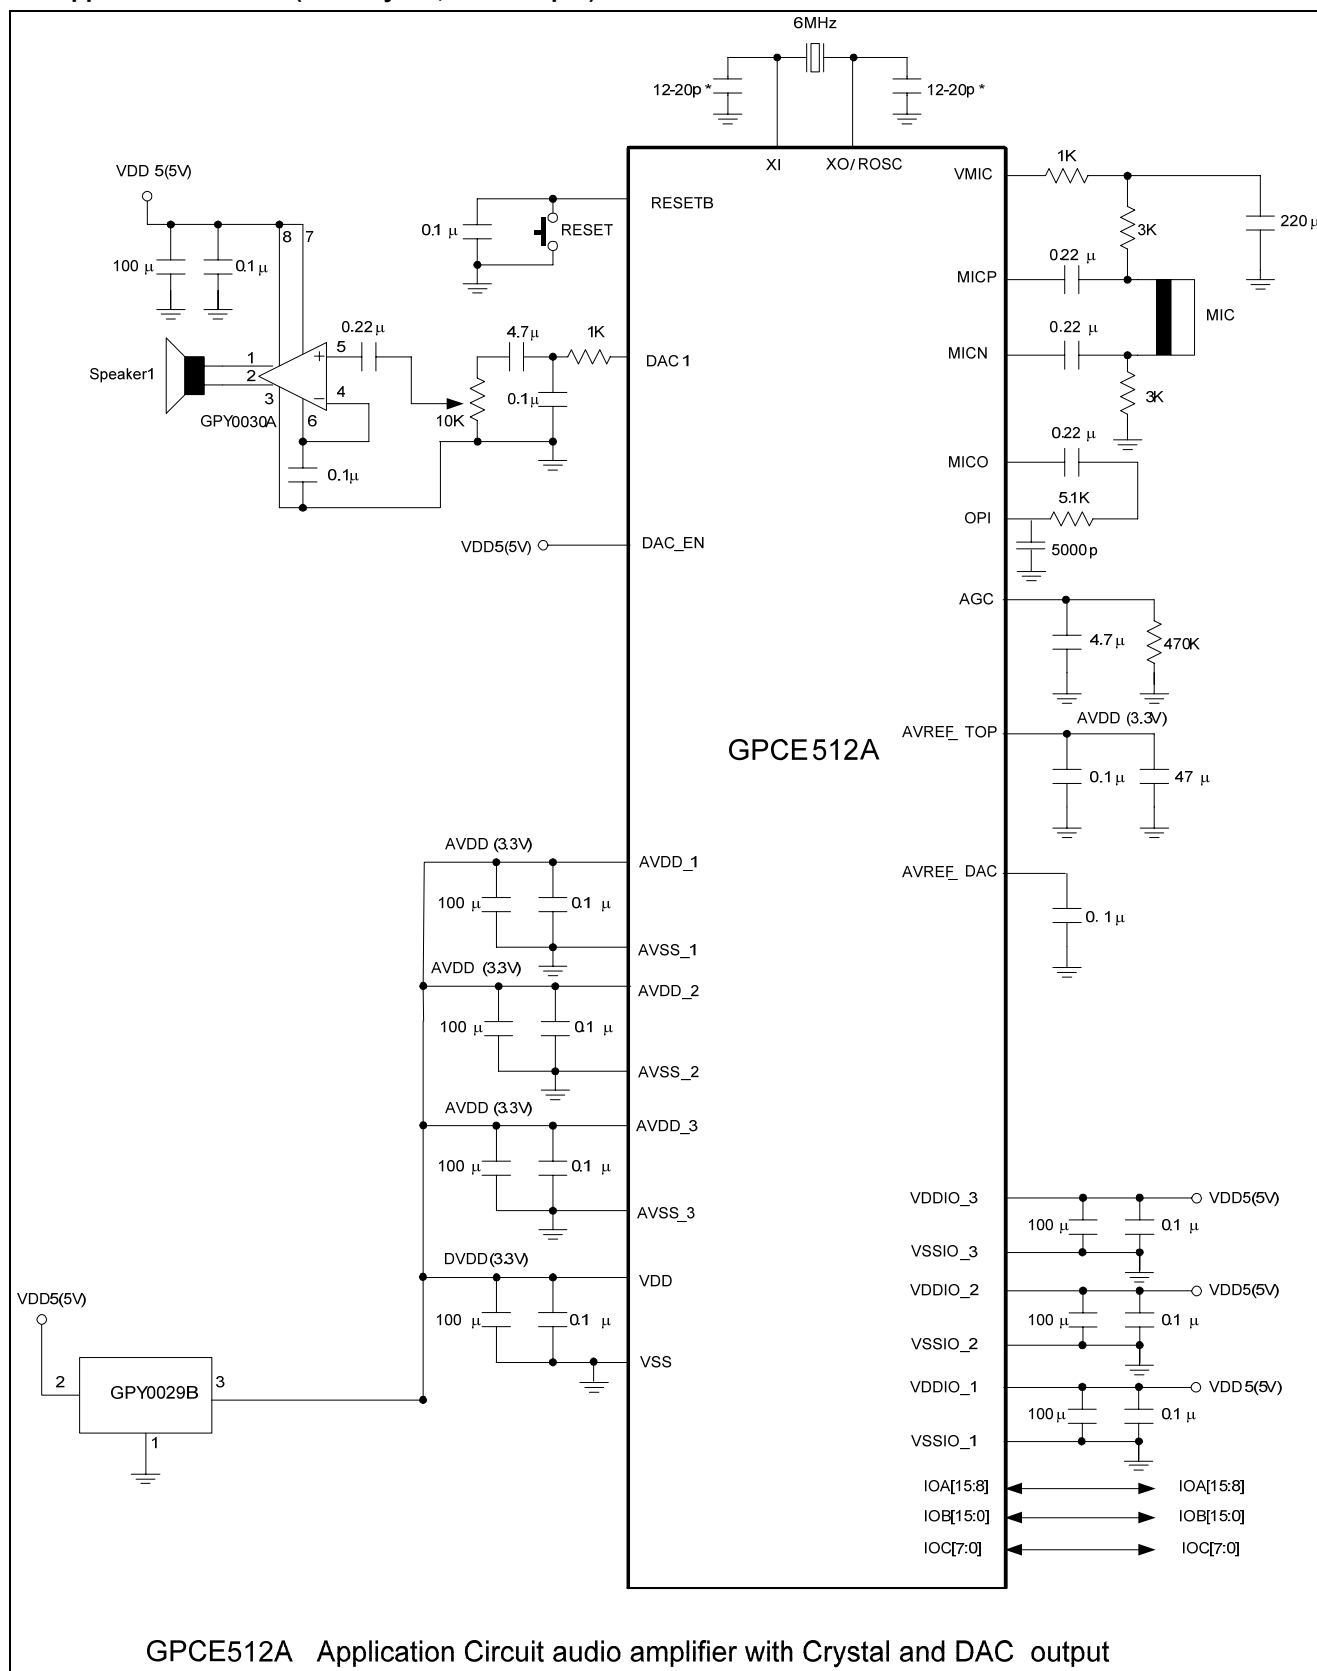 6MHz
12-20p *
12-20p *
XI
XO/ROSC
VMIC
1K
3K
220 μ
VDD 5(5V)
RESETB
0.1 μ
RESET
8
7
100 μ
0.1μ
MICP
0.22 μ
MIC
MICN
0.22 μ
3K
0.22μ
4.7μ
1K
DAC 1
Speaker1
1
2
3
5
+
4
−
6
GPY0030A
10K
0.1μ
0.1μ
MICO
0.22 μ
5.1K
OPI
5000p
VDD5(5V)
DAC_EN
AGC
4.7 μ
470K
AVREF_ TOP
AVDD (3.3V)
0.1 μ
47 μ
GPCE512A
AVDD (3.3V)
AVDD_1
100 μ
0.1 μ
AVSS_1
AVREF_ DAC
0.1μ
AVDD (3.3V)
AVDD_2
100 μ
0.1 μ
AVSS_2
AVDD (3.3V)
AVDD_3
100 μ
0.1 μ
AVSS_3
DVDD(3.3V)
VDD
100 μ
0.1 μ
VSS
VDD5(5V)
2
GPY0029B
3
1
VDDIO_3
VDD5(5V)
100 μ
0.1 μ
VSSIO_3
VDDIO_2
VDD5(5V)
100 μ
0.1 μ
VSSIO_2
VDDIO_1
VDD5(5V)
100 μ
0.1 μ
VSSIO_1
IOA[15:8]
IOA[15:8]
IOB[15:0]
IOB[15:0]
IOC[7:0]
IOC[7:0]
GPCE512A Application Circuit audio amplifier with Crystal and DAC output